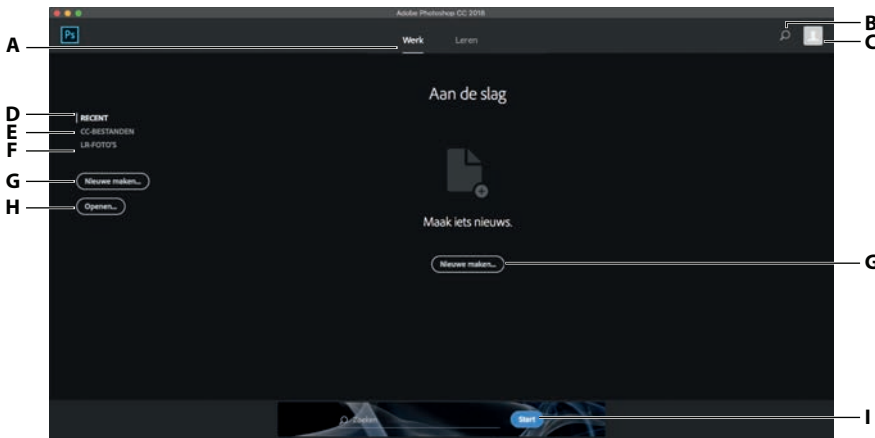 Adobe Photoshop CC 2018
B
Ps
A
Werk
Leren
C
Aan de slag
D
RECENT
E
CC-BESTANDEN
F
LR-FOTO'S
G
Nieuwe maken...
H
Openen...
Maak iets nieuws.
Nieuwe maken...
G
Zoeken
Start
I